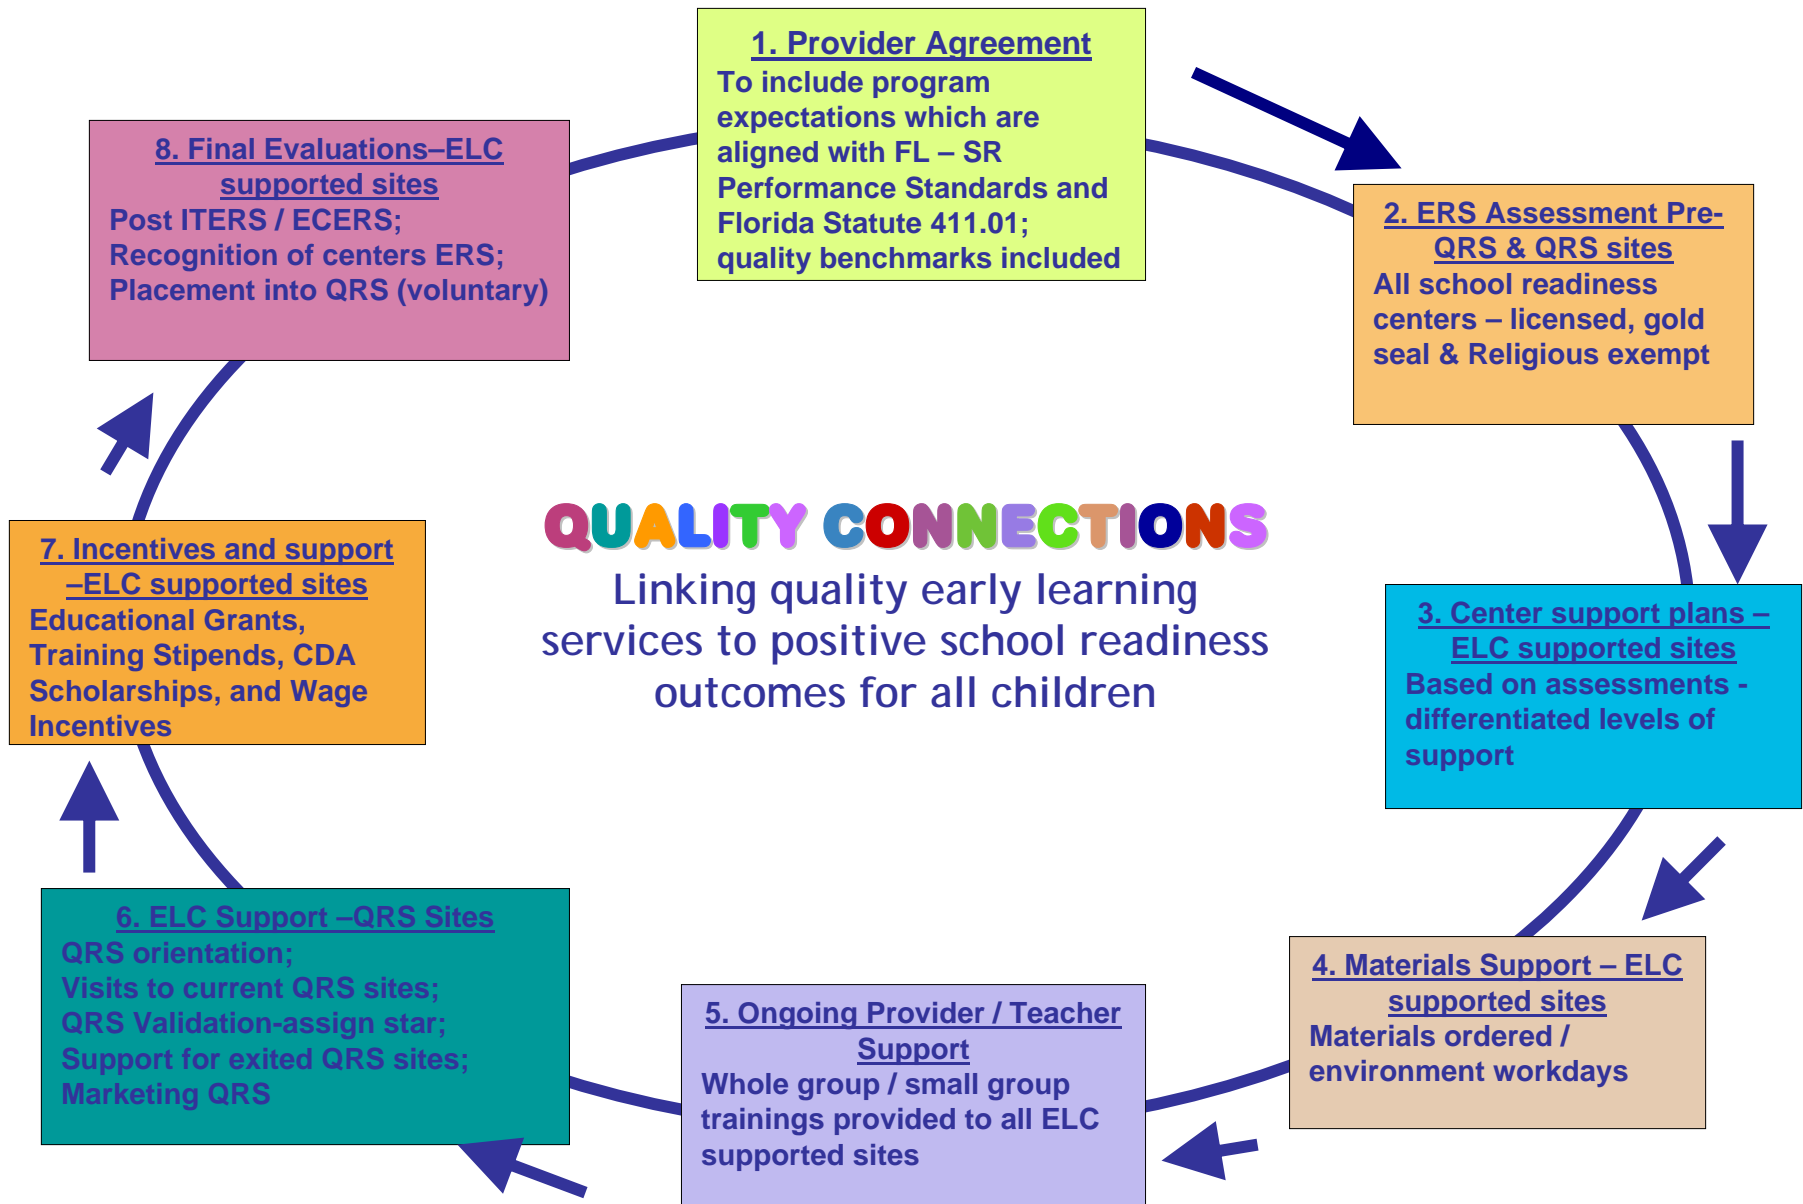 1. Provider Agreement
To include program
expectations which are
aligned with FL – SR
Performance Standards and
Florida Statute 411.01;
quality benchmarks included
2. ERS Assessment Pre-
QRS & QRS sites
All school readiness
centers – licensed, gold
seal & Religious exempt
3. Center support plans –
ELC supported sites
Based on assessments -
differentiated levels of
support
4. Materials Support – ELC
supported sites
Materials ordered /
environment workdays
5. Ongoing Provider / Teacher
Support
Whole group / small group
trainings provided to all ELC
supported sites
6. ELC Support –QRS Sites
QRS orientation;
Visits to current QRS sites;
QRS Validation-assign star;
Support for exited QRS sites;
Marketing QRS
7. Incentives and support
–ELC supported sites
Educational Grants,
Training Stipends, CDA
Scholarships, and Wage
Incentives
8. Final Evaluations–ELC
supported sites
Post ITERS / ECERS;
Recognition of centers ERS;
Placement into QRS (voluntary)
QUALITY CONNECTIONS
Linking quality early learning
services to positive school readiness
outcomes for all children